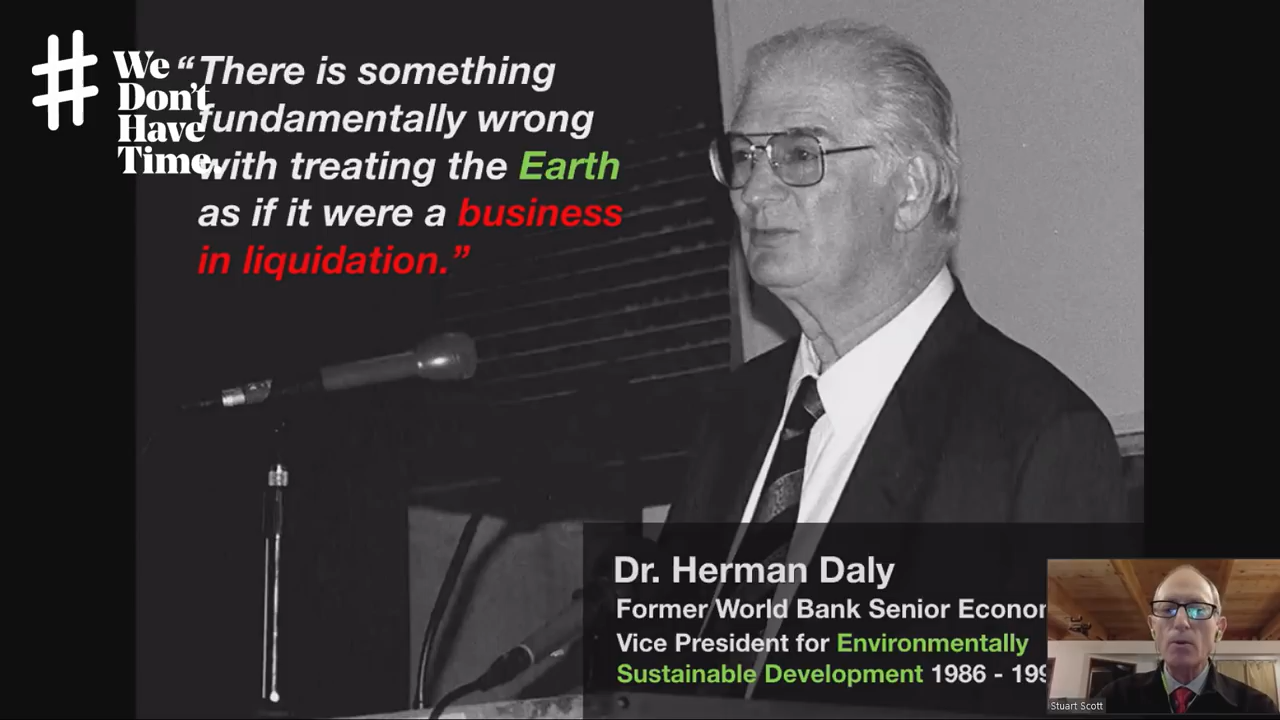 We
Don't
Have
Time.
“There is something
fundamentally wrong
with treating the Earth
as if it were a business
in liquidation.”
Dr. Herman Daly
Former World Bank Senior
Vice President for Environmentally
Sustainable Development 1986 -
Stuart Scott